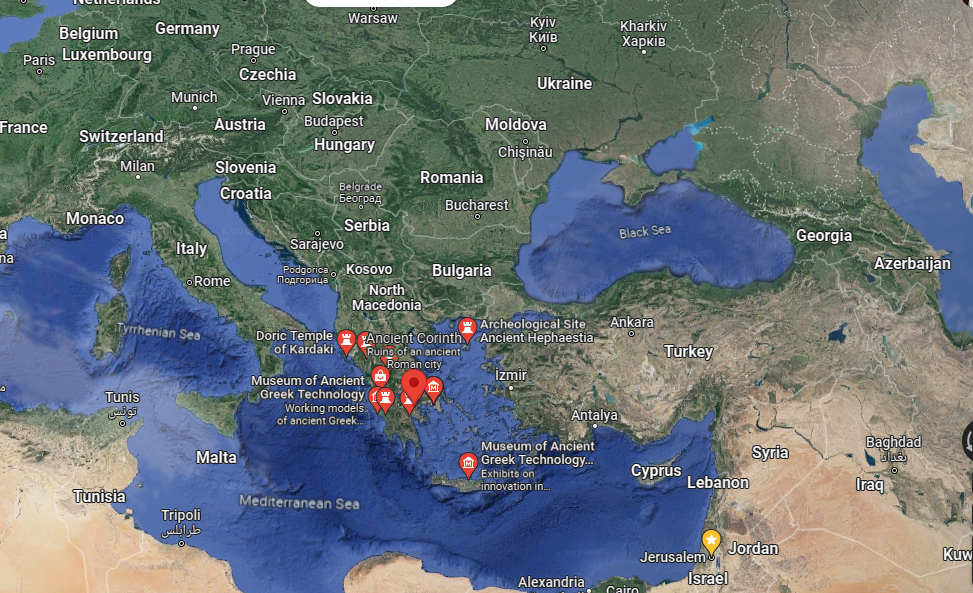 Netherlands
Warsaw
Kyiv
Київ
Kharkiv
Харків
Belgium
Germany
Paris
Luxembourg
Prague
Czechia
Ukraine
Munich
Vienna
Slovakia
France
Switzerland
Austria
Budapest
Hungary
Moldova
Chișinău
Milan
Slovenia
Croatia
Romania
Belgrade
Београд
Bucharest
Monaco
Serbia
Black Sea
Georgia
Italy
Sarajevo
Azerbaijan
Rome
Podgorica
Подгорица
Kosovo
Bulgaria
North
Macedonia
Tyrrhenian Sea
Doric Temple
of Kardaki
Ancient Corinth
Ruins of an ancient
Roman city
Archeological Site
Ancient Hephaestia
Ankara
Turkey
Museum of Ancient
Greek Technology
Working models
of ancient Greek...
İzmir
Tunis
تونس
Antalya
Malta
Museum of Ancient
Greek Technology...
Exhibits on
innovation in...
Cyprus
Lebanon
Syria
Baghdad
بغداد
Iraq
Tunisia
Mediterranean Sea
Tripoli
طرابلس
Jerusalem
Jordan
Kuw
Israel
Alexandria
Cairo